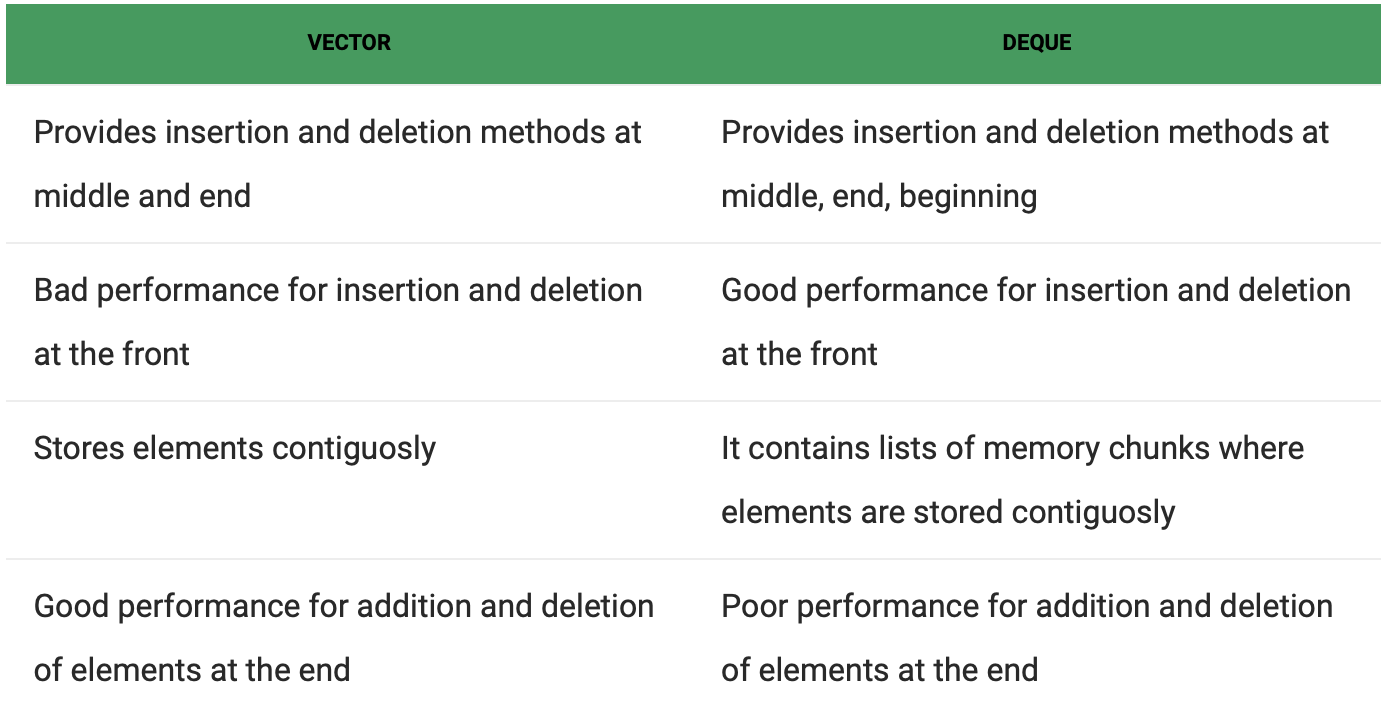 VECTOR DEQUE
Provides insertion and deletion methods at
middle and end
Provides insertion and deletion methods at
middle, end, beginning
Bad performance for insertion and deletion
at the front
Good performance for insertion and deletion
at the front
Stores elements contiguosly
It contains lists of memory chunks where
elements are stored contiguosly
Good performance for addition and deletion
of elements at the end
Poor performance for addition and deletion
of elements at the end